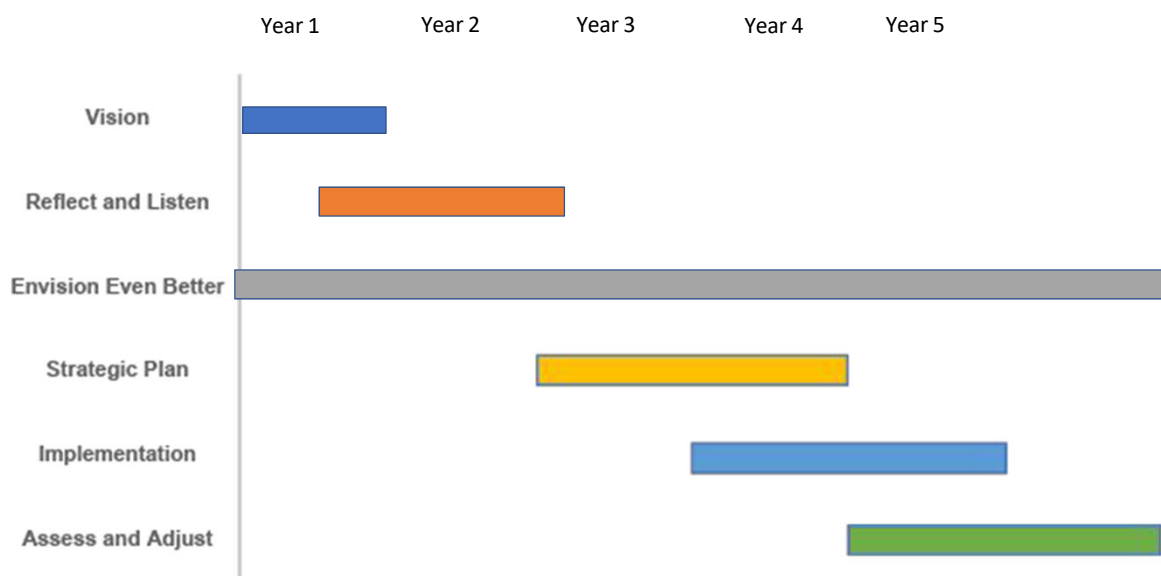 Year 1 Year 2 Year 3 Year 4 Year 5
Vision
Reflect and Listen
Envision Even Better
Strategic Plan
Implementation
Assess and Adjust